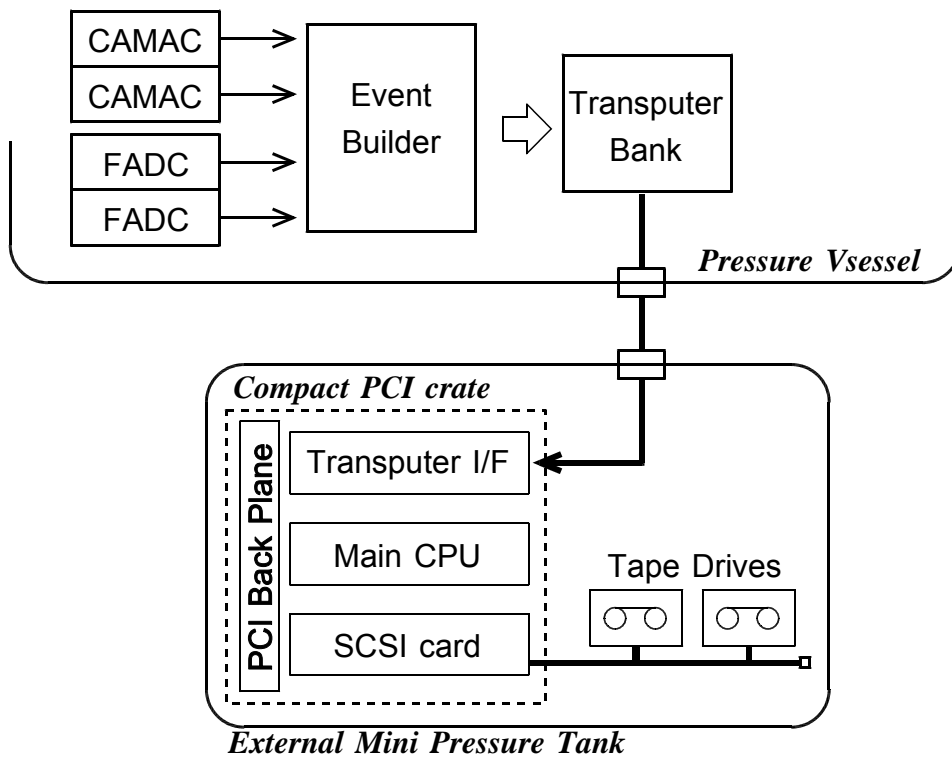 CAMAC
CAMAC
FADC
FADC
Event
Builder
Transputer
Bank
Pressure Vsessel
Compact PCI crate
PCI Back Plane
Transputer I/F
Main CPU
SCSI card
Tape Drives
External Mini Pressure Tank